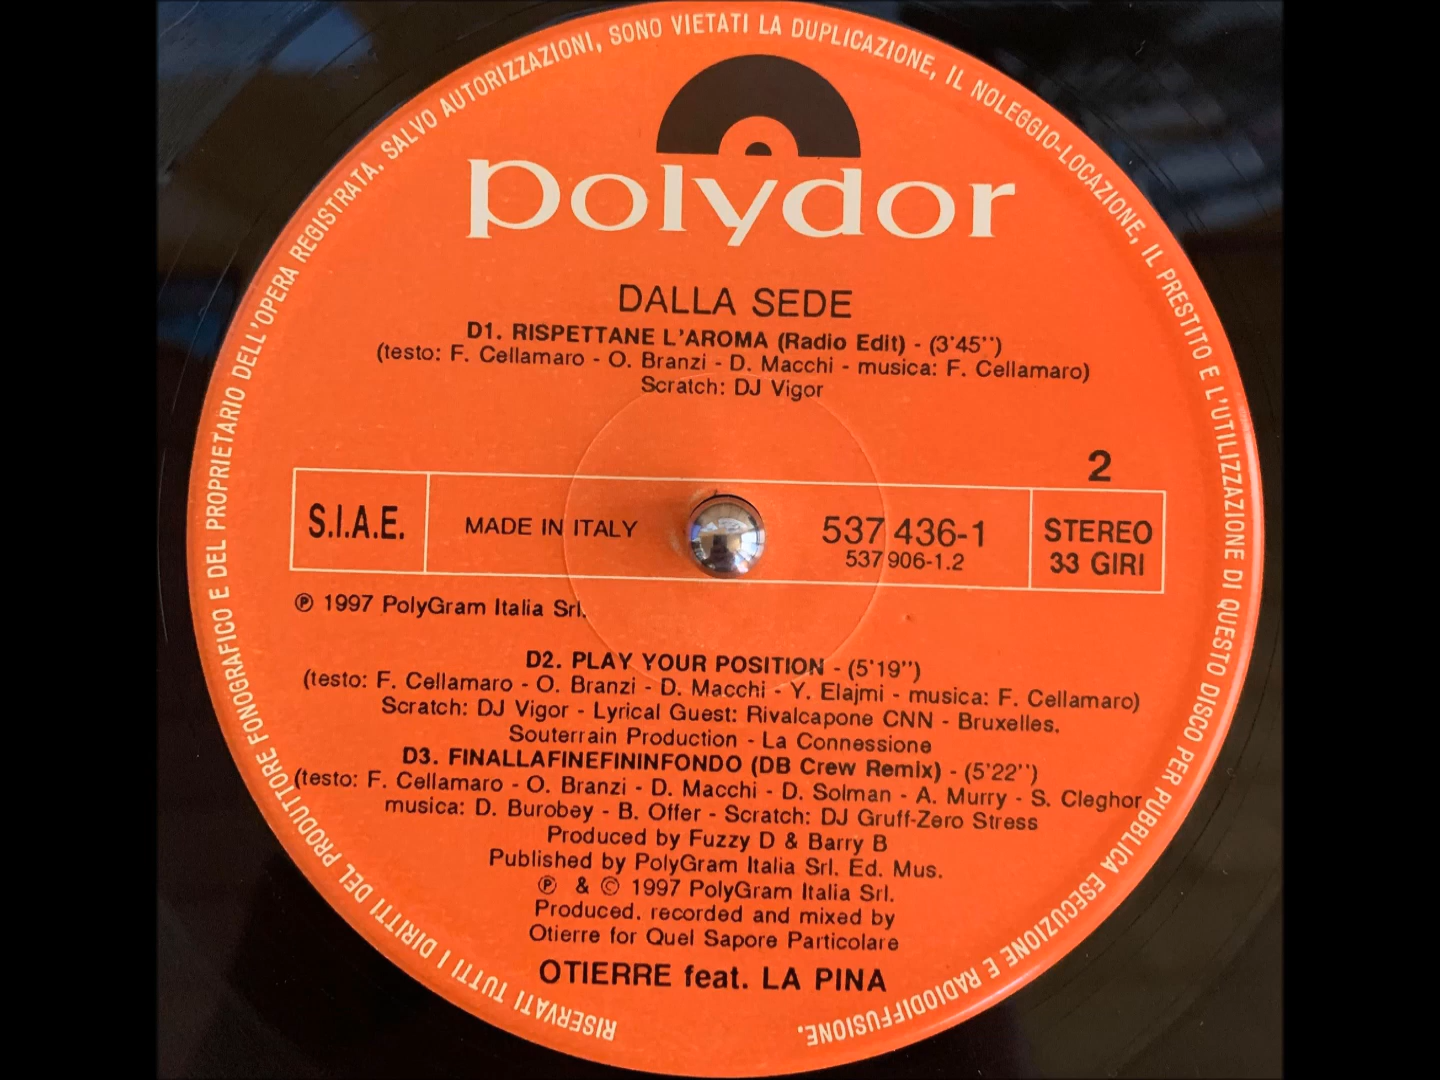 RISERVATI TUTTI I DIRITTI DEL PRODUTTORE FONOGRAFICO E DEL PROPRIETARIO DELL'OPERA REGISTRATA. SALVO AUTORIZZAZIONI, SONO VIETATI LA DUPLICAZIONE, IL NOLEGGIO-LOCAZIONE, IL PRESTITO E L'UTILIZZAZIONE DI QUESTO DISCO PER PUBBLICA ESECUZIONE E RADIODIFFUSIONE.
polydor
DALLA SEDE
D1. RISPETTANE L'AROMA (Radio Edit) - (3'45'')
(testo: F. Cellamaro - O. Branzi - D. Macchi - musica: F. Cellamaro)
Scratch: DJ Vigor
2
S.I.A.E.
MADE IN ITALY
537 436-1
537 906-1.2
STEREO
33 GIRI
℗ 1997 PolyGram Italia Srl.
D2. PLAY YOUR POSITION - (5'19'')
(testo: F. Cellamaro - O. Branzi - D. Macchi - Y. Elajmi - musica: F. Cellamaro)
Scratch: DJ Vigor - Lyrical Guest: Rivalcapone CNN - Bruxelles.
Souterrain Production - La Connessione
D3. FINALLAFINEFININFONDO (DB Crew Remix) - (5'22'')
(testo: F. Cellamaro - O. Branzi - D. Macchi - D. Solman - A. Murry - S. Cleghor
musica: D. Burobey - B. Offer - Scratch: DJ Gruff-Zero Stress
Produced by Fuzzy D & Barry B
Published by PolyGram Italia Srl. Ed. Mus.
℗ & © 1997 PolyGram Italia Srl.
Produced. recorded and mixed by
Otierre for Quel Sapore Particolare
OTIERRE feat. LA PINA